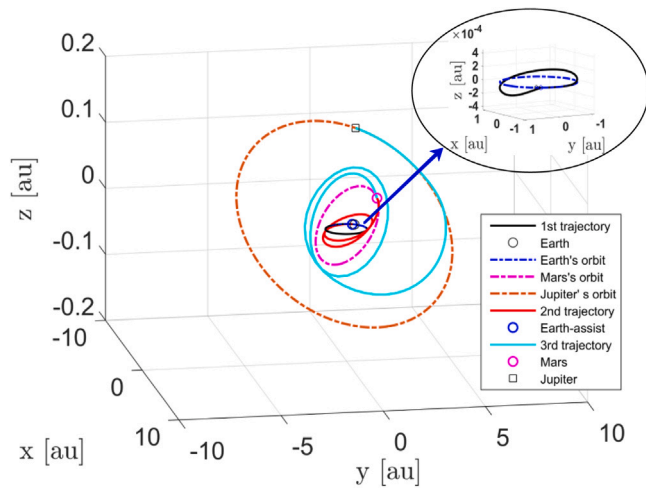 ×10⁻⁴
4
2
0
-2
-4
z [au]
1
0
-1
1
0
-1
x [au]
y [au]
0.2
0.1
0
-0.1
-0.2
z [au]
-10
0
10
x [au]
-10
-5
0
5
10
y [au]
1st trajectory
Earth
Earth's orbit
Mars's orbit
Jupiter' s orbit
2nd trajectory
Earth-assist
3rd trajectory
Mars
Jupiter